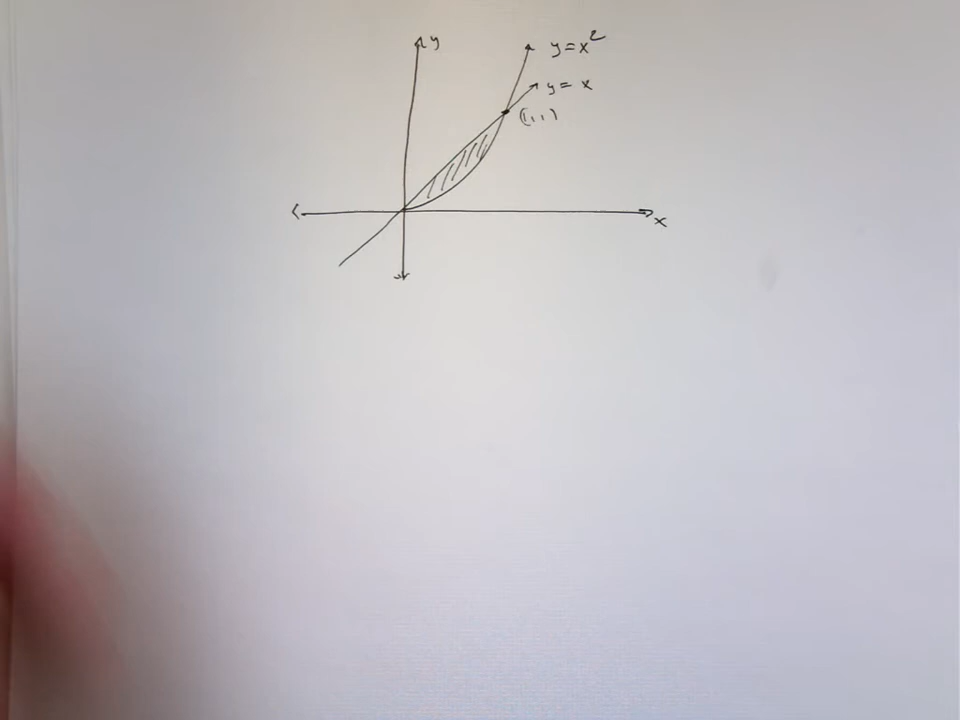 y
y=x²
y= x
(1,1)
x